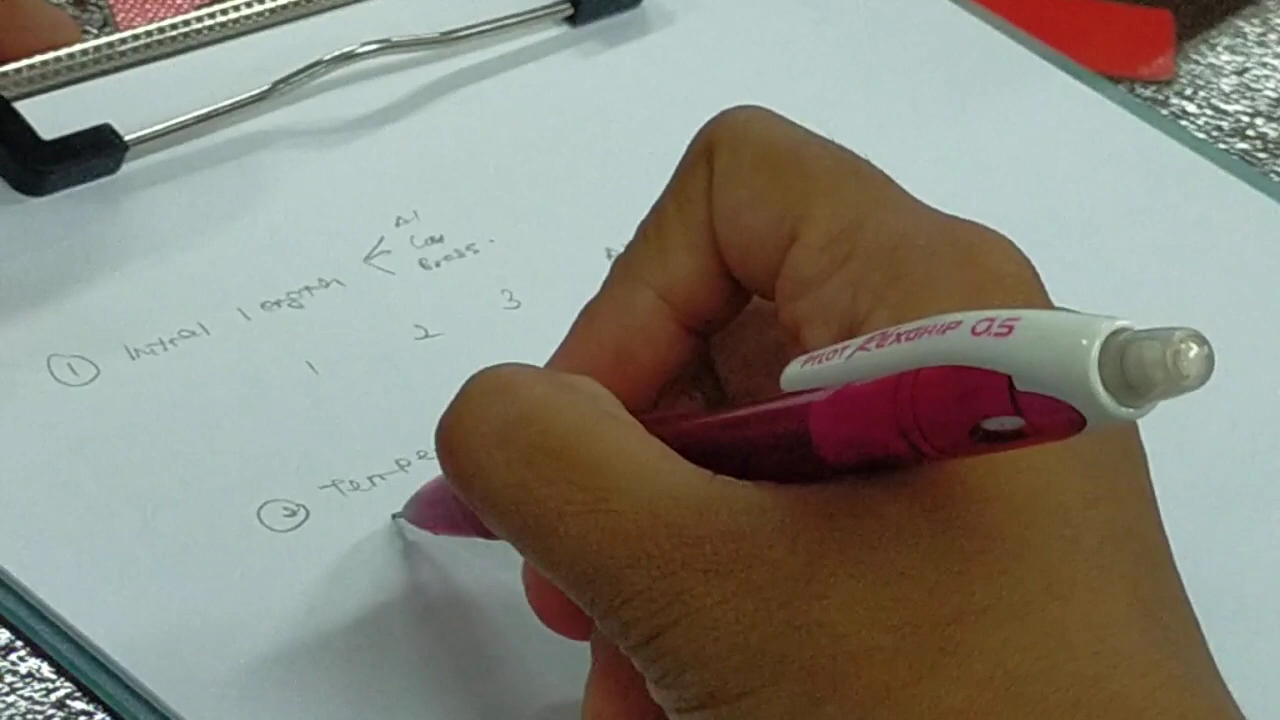 ① Initial length < Al
Cu
Brass.
1 2 3
② Tempe
PILOT REXGRIP 0.5